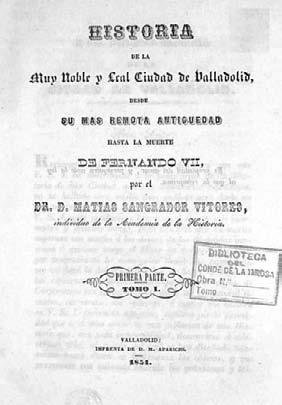 HISTORIA
DE LA
Muy Noble y Leal Ciudad de Valladolid,
DESDE
SU MAS REMOTA ANTIGUEDAD
HASTA LA MUERTE
DE FERNANDO VII,
por el
DR. D. MATIAS SANGRADOR VITORES,
individuo de la Academia de la Historia.
BIBLIOTECA
DEL
CONDE DE LA
Obra N.º
Tomo
PRIMERA PARTE.
TOMO I.
VALLADOLID:
IMPRENTA DE D. M. APARICIO.
1851.